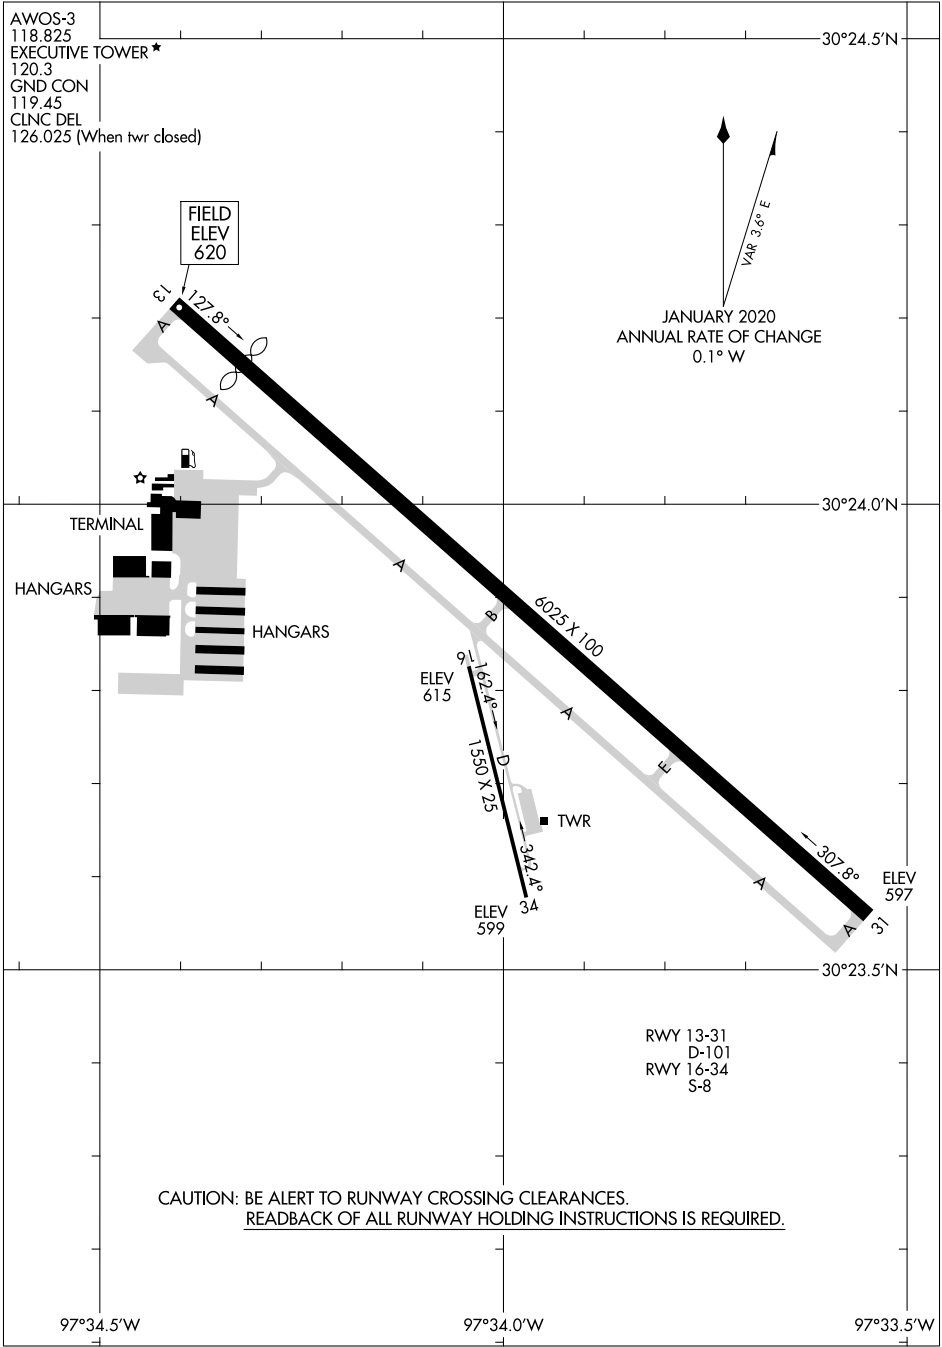 AWOS-3
118.825
EXECUTIVE TOWER★
120.3
GND CON
119.45
CLNC DEL
126.025 (When twr closed)
30°24.5'N
VAR 3.6° E
JANUARY 2020
ANNUAL RATE OF CHANGE
0.1° W
FIELD
ELEV
620
13
127.8°
A
A
TERMINAL
HANGARS
HANGARS
30°24.0'N
A
B
6025 X 100
16
162.4°
ELEV
615
A
D
1550 X 25
E
TWR
342.4°
34
ELEV
599
307.8°
A
A
31
ELEV
597
30°23.5'N
RWY 13-31
D-101
RWY 16-34
S-8
CAUTION: BE ALERT TO RUNWAY CROSSING CLEARANCES.
READBACK OF ALL RUNWAY HOLDING INSTRUCTIONS IS REQUIRED.
97°34.5'W
97°34.0'W
97°33.5'W